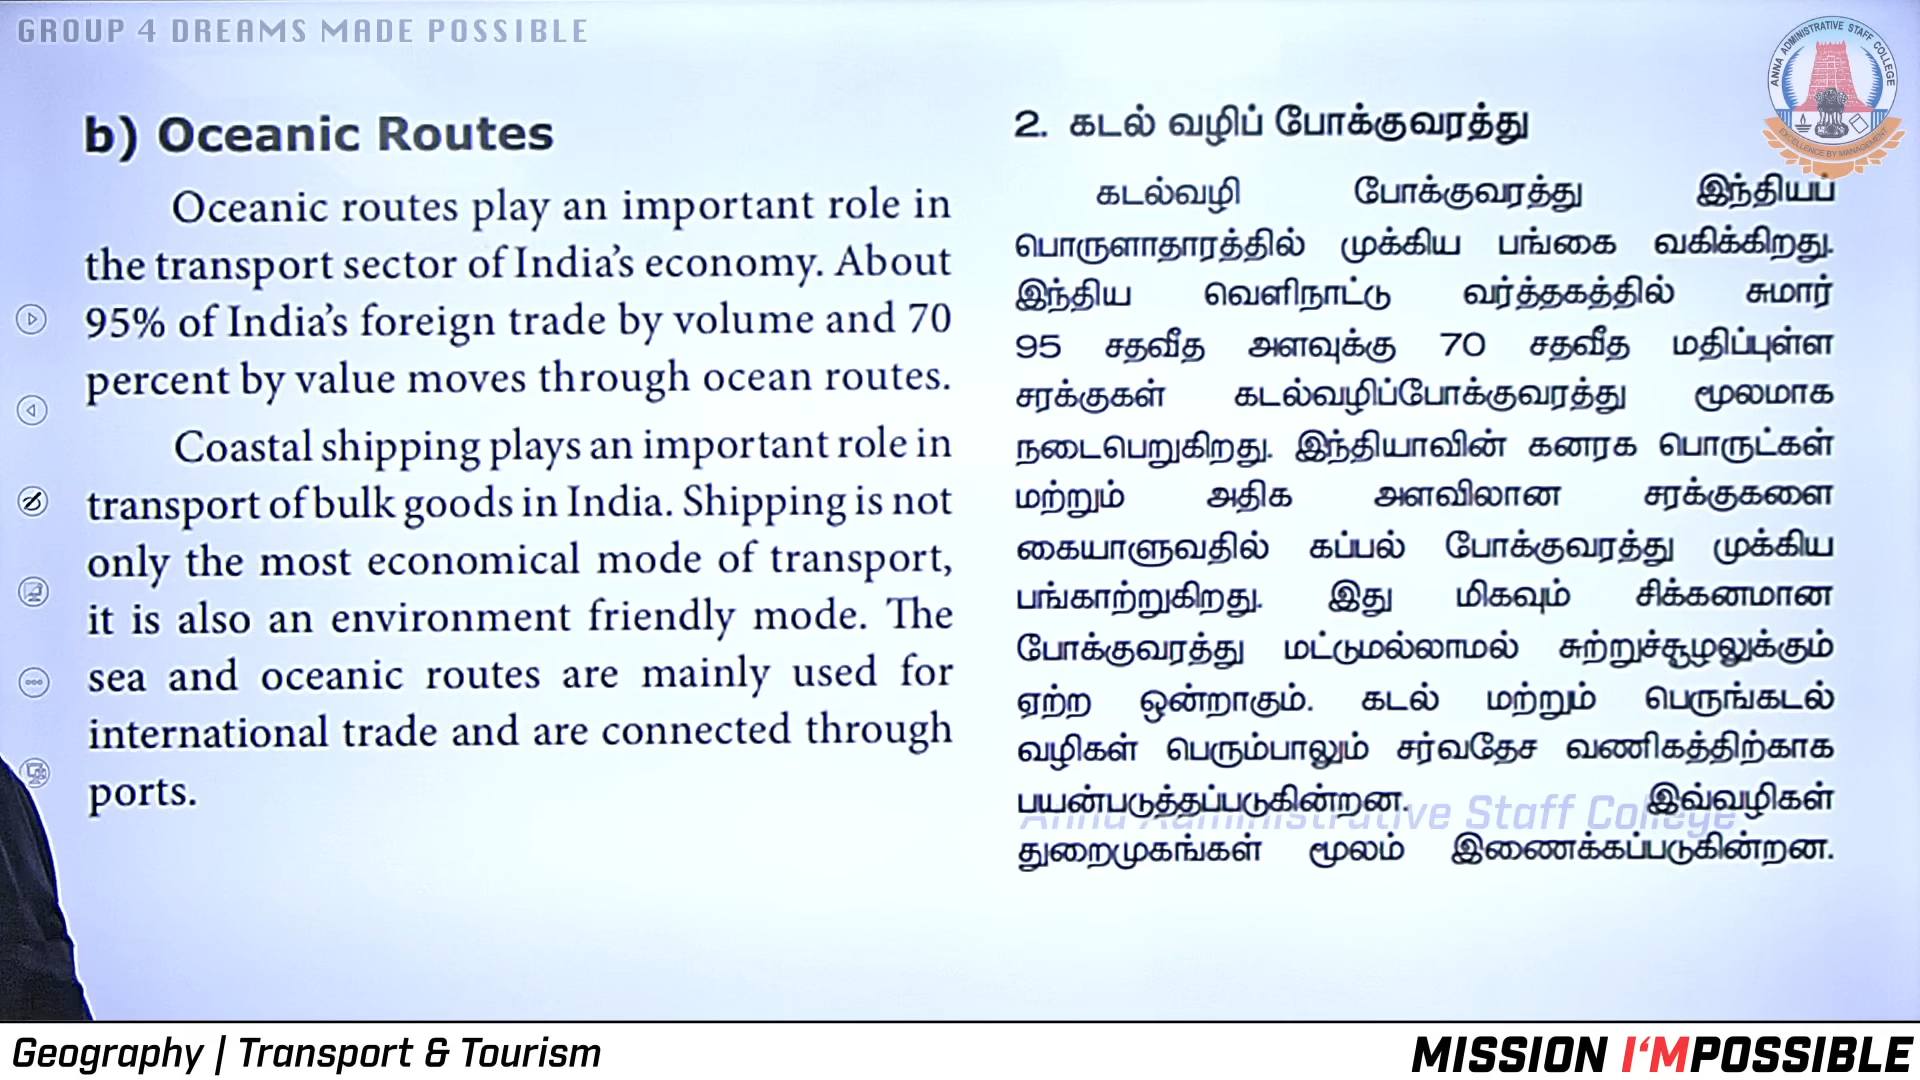 GROUP 4 DREAMS MADE POSSIBLE
ANNA ADMINISTRATIVE STAFF COLLEGE
EXCELLENCE BY MANAGEMENT
b) Oceanic Routes
Oceanic routes play an important role in
the transport sector of India’s economy. About
95% of India’s foreign trade by volume and 70
percent by value moves through ocean routes.
Coastal shipping plays an important role in
transport of bulk goods in India. Shipping is not
only the most economical mode of transport,
it is also an environment friendly mode. The
sea and oceanic routes are mainly used for
international trade and are connected through
ports.
2. கடல் வழிப் போக்குவரத்து
கடல்வழி போக்குவரத்து இந்தியப்
பொருளாதாரத்தில் முக்கிய பங்கை வகிக்கிறது.
இந்திய வெளிநாட்டு வர்த்தகத்தில் சுமார்
95 சதவீத அளவுக்கு 70 சதவீத மதிப்புள்ள
சரக்குகள் கடல்வழிப்போக்குவரத்து மூலமாக
நடைபெறுகிறது. இந்தியாவின் கனரக பொருட்கள்
மற்றும் அதிக அளவிலான சரக்குகளை
கையாளுவதில் கப்பல் போக்குவரத்து முக்கிய
பங்காற்றுகிறது. இது மிகவும் சிக்கனமான
போக்குவரத்து மட்டுமல்லாமல் சுற்றுச்சூழலுக்கும்
ஏற்ற ஒன்றாகும். கடல் மற்றும் பெருங்கடல்
வழிகள் பெரும்பாலும் சர்வதேச வணிகத்திற்காக
பயன்படுத்தப்படுகின்றன. இவ்வழிகள்
Anna Administrative Staff College
துறைமுகங்கள் மூலம் இணைக்கப்படுகின்றன.
Geography | Transport & Tourism
MISSION I‘MPOSSIBLE